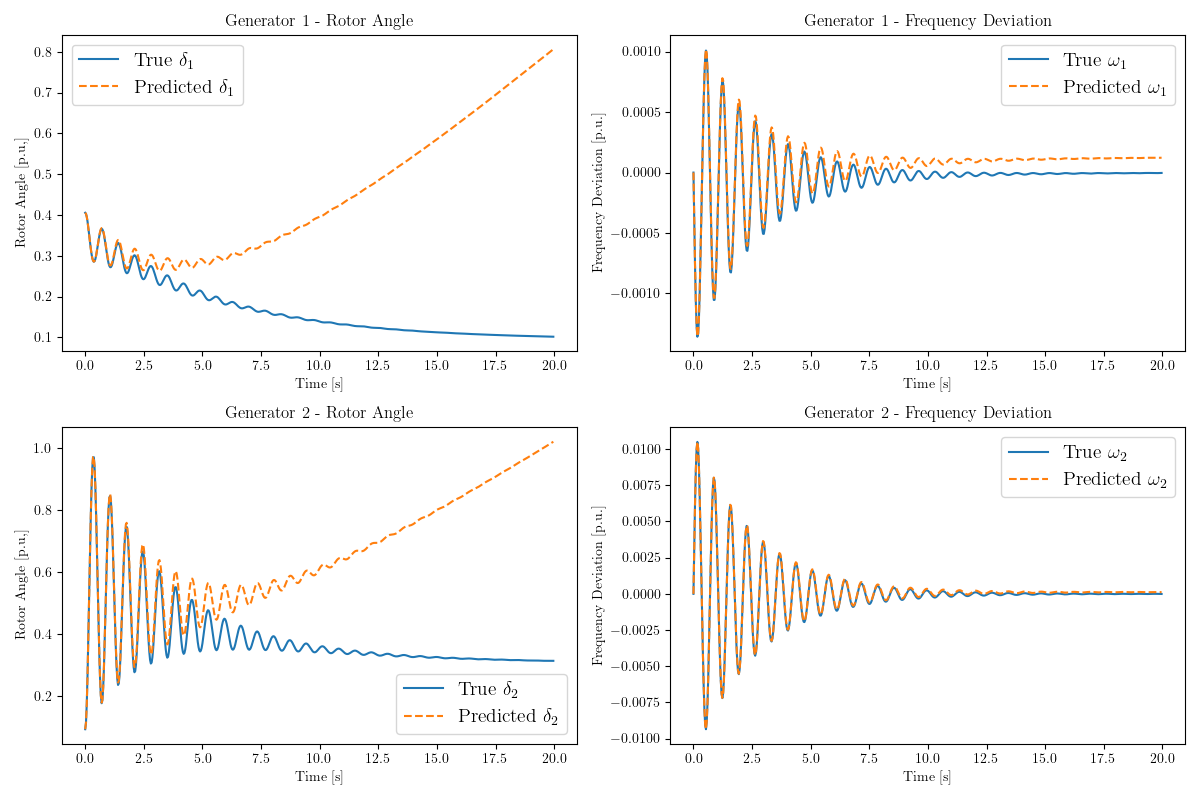 Generator 1 - Rotor Angle
0.8
0.7
0.6
0.5
0.4
0.3
0.2
0.1
Rotor Angle [p.u.]
True δ₁
Predicted δ₁
0.0 2.5 5.0 7.5 10.0 12.5 15.0 17.5 20.0
Time [s]
Generator 1 - Frequency Deviation
0.0010
0.0005
0.0000
−0.0005
−0.0010
Frequency Deviation [p.u.]
True ω₁
Predicted ω₁
0.0 2.5 5.0 7.5 10.0 12.5 15.0 17.5 20.0
Time [s]
Generator 2 - Rotor Angle
1.0
0.8
0.6
0.4
0.2
Rotor Angle [p.u.]
True δ₂
Predicted δ₂
0.0 2.5 5.0 7.5 10.0 12.5 15.0 17.5 20.0
Time [s]
Generator 2 - Frequency Deviation
0.0100
0.0075
0.0050
0.0025
0.0000
−0.0025
−0.0050
−0.0075
−0.0100
Frequency Deviation [p.u.]
True ω₂
Predicted ω₂
0.0 2.5 5.0 7.5 10.0 12.5 15.0 17.5 20.0
Time [s]